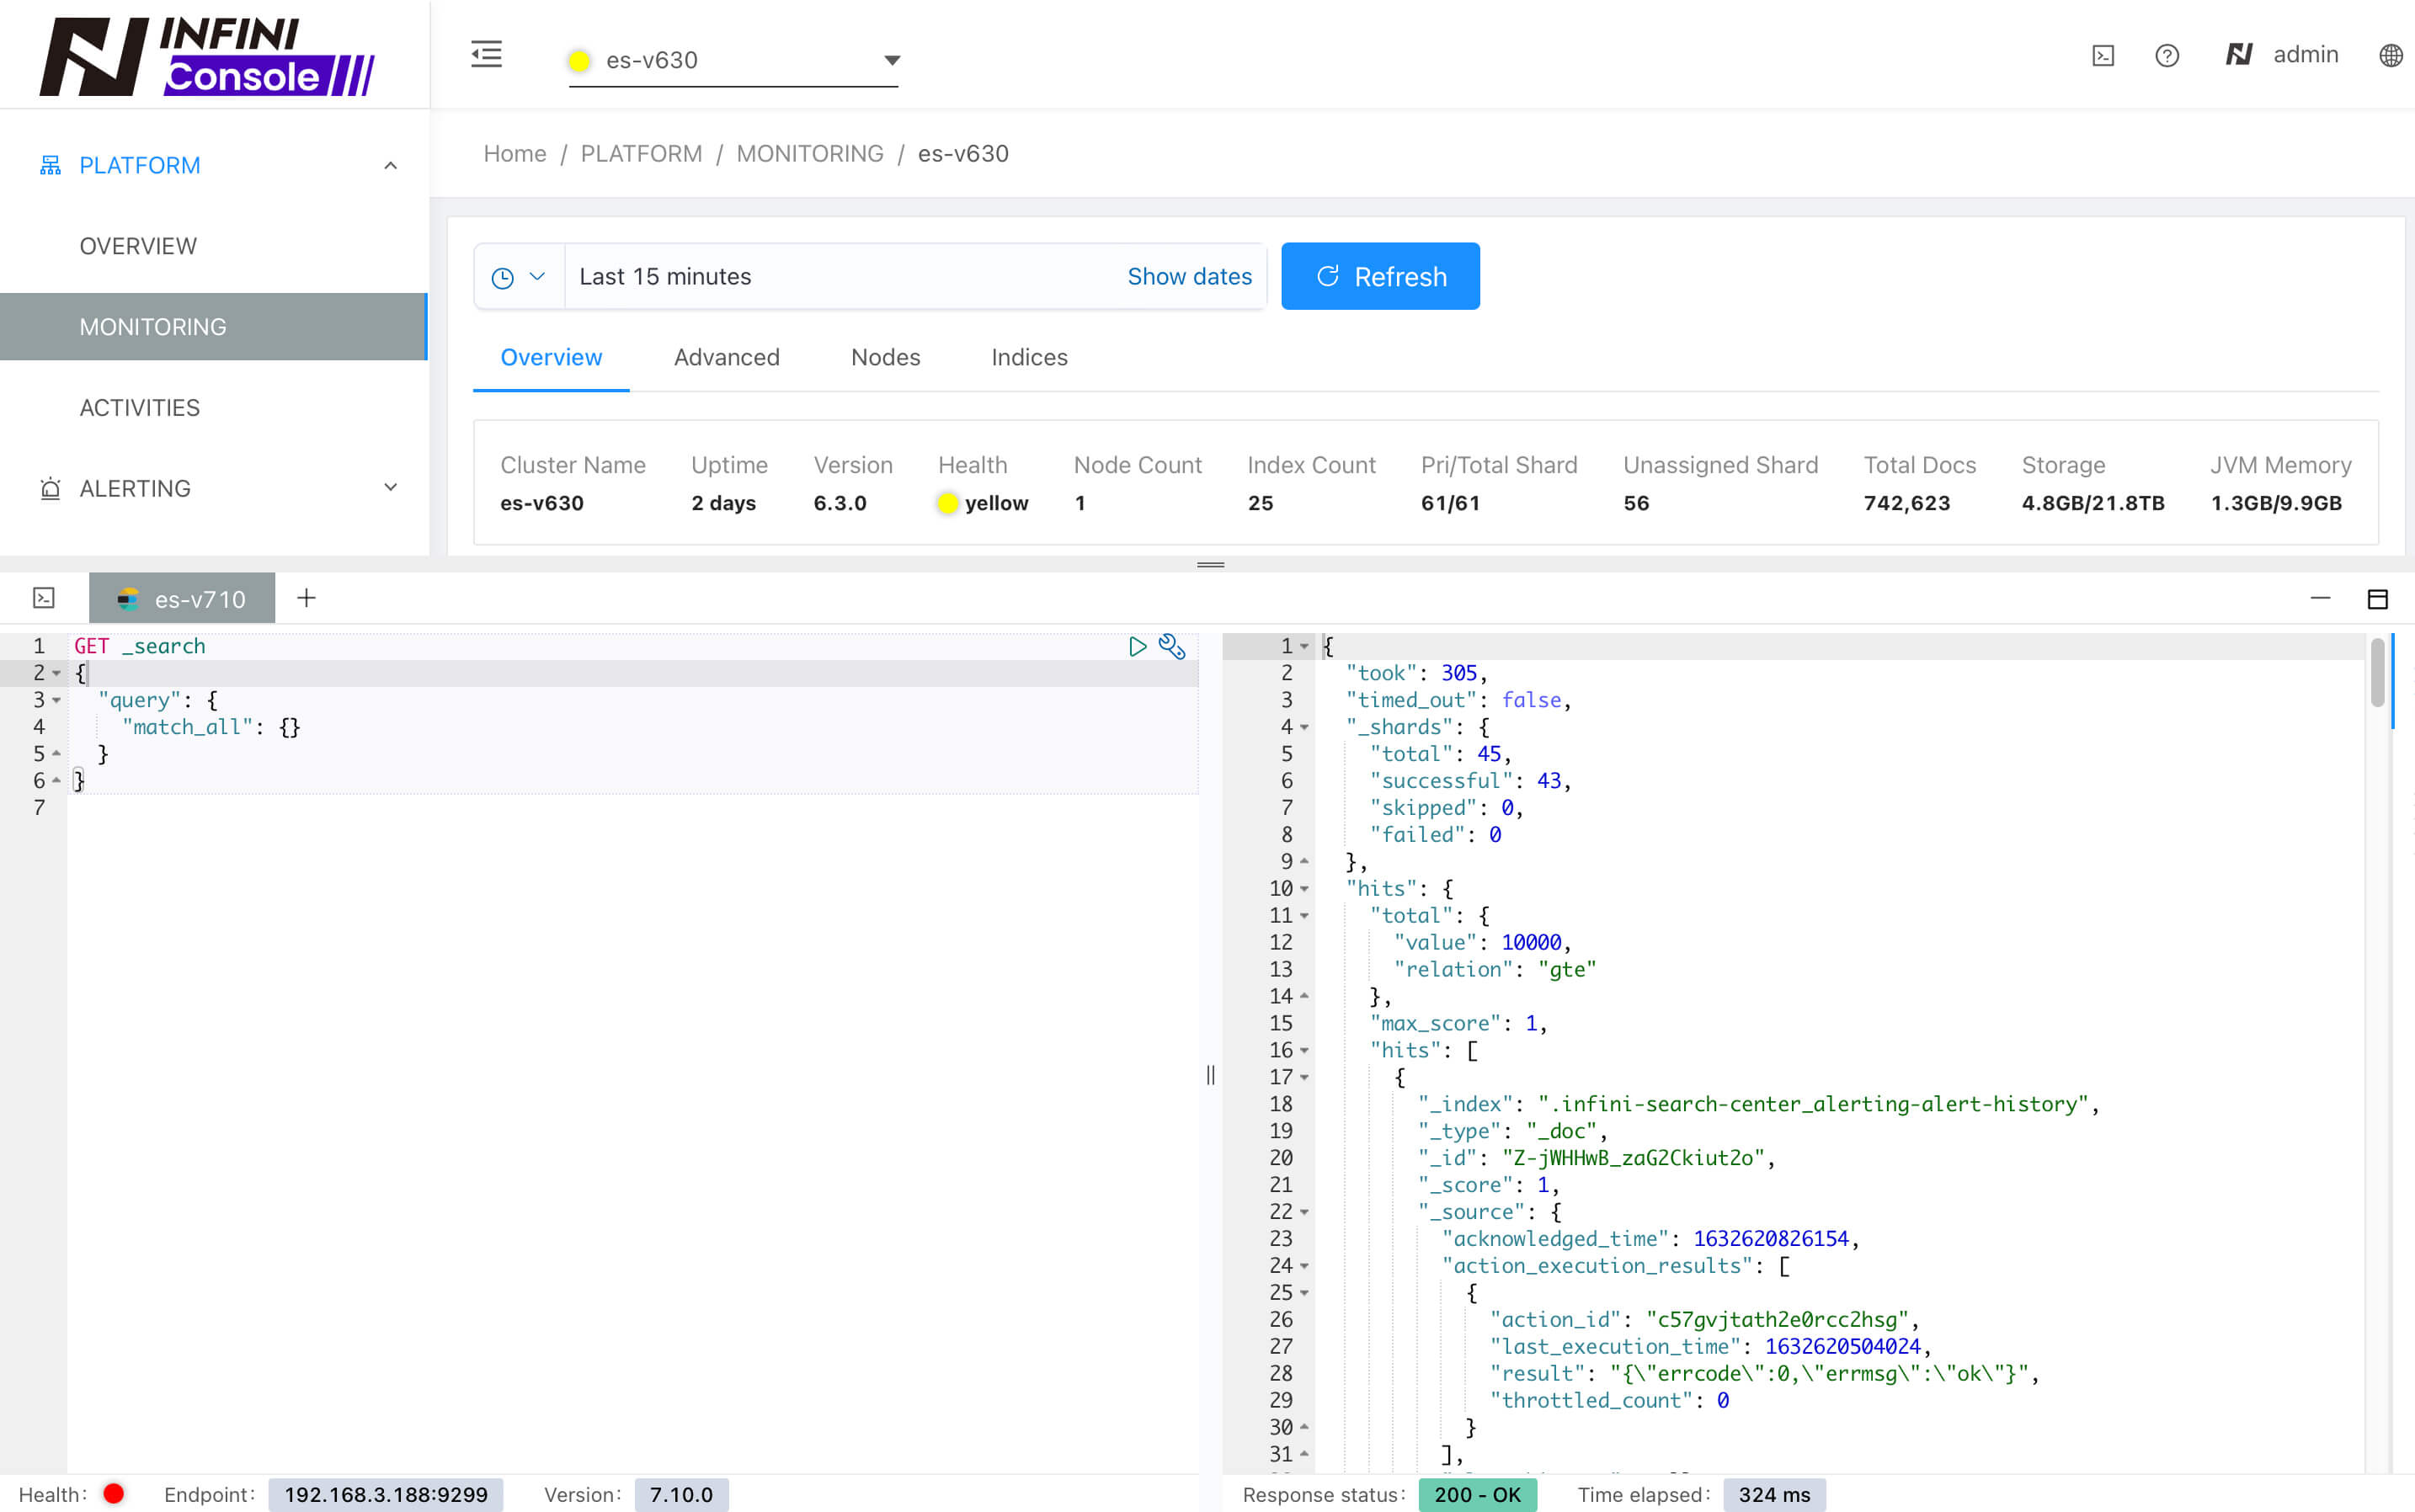 INFINI
Console
es-v630
admin
PLATFORM
OVERVIEW
MONITORING
ACTIVITIES
ALERTING
Home / PLATFORM / MONITORING / es-v630
Last 15 minutes
Show dates
Refresh
Overview Advanced Nodes Indices
Cluster Name Uptime Version Health Node Count Index Count Pri/Total Shard Unassigned Shard Total Docs Storage JVM Memory
es-v630 2 days 6.3.0 yellow 1 25 61/61 56 742,623 4.8GB/21.8TB 1.3GB/9.9GB
es-v710
1 GET _search
2 {
3 "query": {
4 "match_all": {}
5 }
6 }
7
1 {
2 "took": 305,
3 "timed_out": false,
4 "_shards": {
5 "total": 45,
6 "successful": 43,
7 "skipped": 0,
8 "failed": 0
9 },
10 "hits": {
11 "total": {
12 "value": 10000,
13 "relation": "gte"
14 },
15 "max_score": 1,
16 "hits": [
17 {
18 "_index": ".infini-search-center_alerting-alert-history",
19 "_type": "_doc",
20 "_id": "Z-jWHHwB_zaG2Ckiut2o",
21 "_score": 1,
22 "_source": {
23 "acknowledged_time": 1632620826154,
24 "action_execution_results": [
25 {
26 "action_id": "c57gvjtath2e0rcc2hsg",
27 "last_execution_time": 1632620504024,
28 "result": "{\"errcode\":0,\"errmsg\":\"ok\"}",
29 "throttled_count": 0
30 }
31 ],
Health: Endpoint: 192.168.3.188:9299 Version: 7.10.0
Response status: 200 - OK Time elapsed: 324 ms